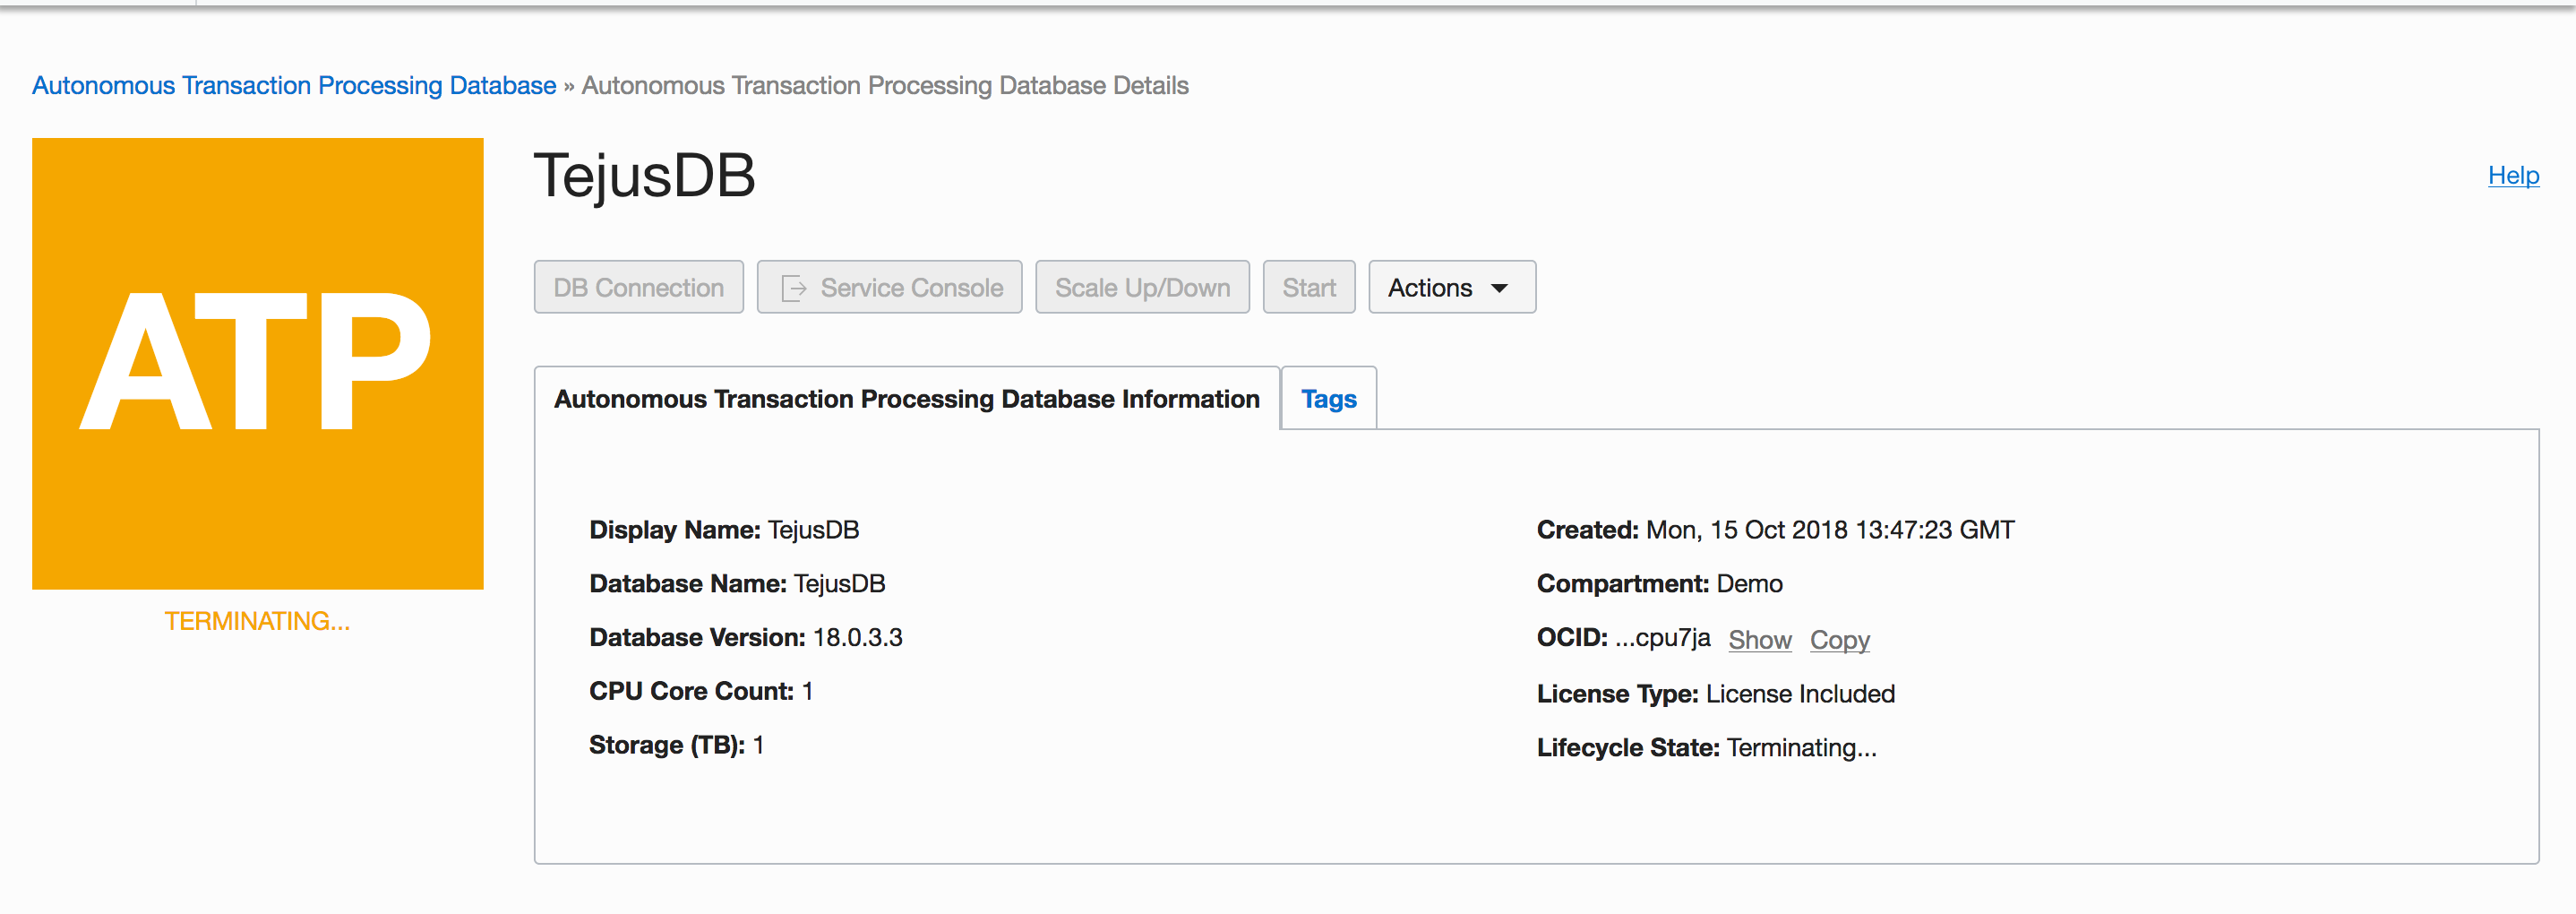 Autonomous Transaction Processing Database » Autonomous Transaction Processing Database Details
ATP
TERMINATING...
TejusDB
Help
DB Connection
Service Console
Scale Up/Down
Start
Actions
Autonomous Transaction Processing Database Information
Tags
Display Name: TejusDB
Database Name: TejusDB
Database Version: 18.0.3.3
CPU Core Count: 1
Storage (TB): 1
Created: Mon, 15 Oct 2018 13:47:23 GMT
Compartment: Demo
OCID: ...cpu7ja Show Copy
License Type: License Included
Lifecycle State: Terminating...